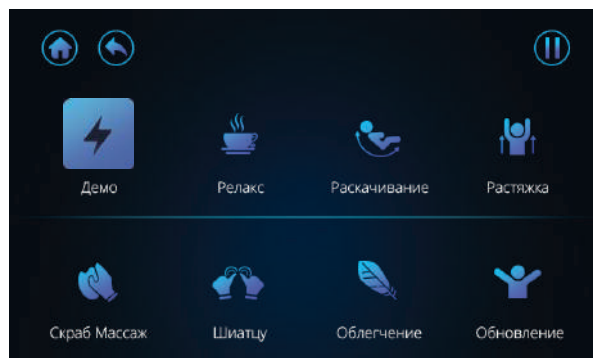 Демо
Релакс
Раскачивание
Растяжка
Скраб Массаж
Шиатцу
Облегчение
Обновление